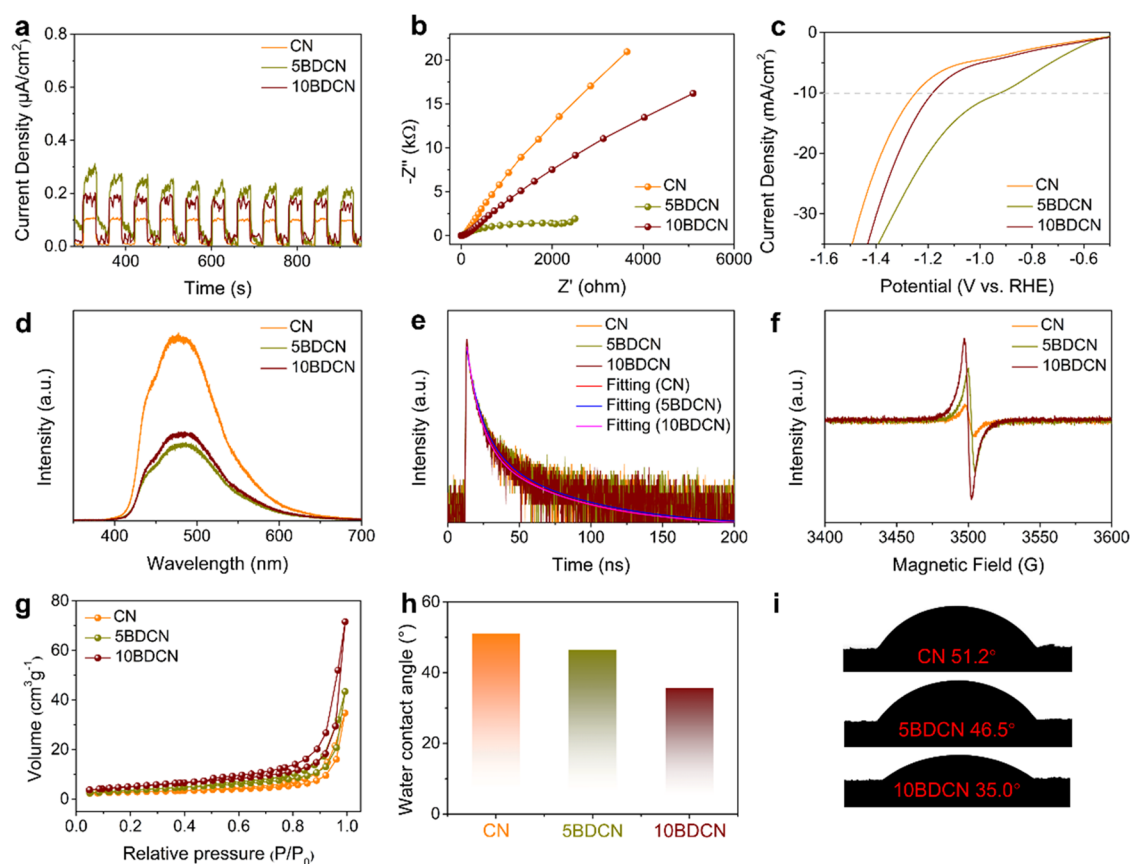 a
CN
5BDCN
10BDCN
0.8
0.6
0.4
0.2
0.0
Current Density (μA/cm²)
400 600 800
Time (s)
b
20
15
10
5
0
-Z'' (kΩ)
CN
5BDCN
10BDCN
0 2000 4000 6000
Z' (ohm)
c
0
-10
-20
-30
Current Density (mA/cm²)
CN
5BDCN
10BDCN
-1.6 -1.4 -1.2 -1.0 -0.8 -0.6
Potential (V vs. RHE)
d
CN
5BDCN
10BDCN
Intensity (a.u.)
400 500 600 700
Wavelength (nm)
e
CN
5BDCN
10BDCN
Fitting (CN)
Fitting (5BDCN)
Fitting (10BDCN)
Intensity (a.u.)
0 50 100 150 200
Time (ns)
f
CN
5BDCN
10BDCN
Intensity (a.u.)
3400 3450 3500 3550 3600
Magnetic Field (G)
g
80
60
40
20
0
Volume (cm³g⁻¹)
CN
5BDCN
10BDCN
0.0 0.2 0.4 0.6 0.8 1.0
Relative pressure (P/P₀)
h
60
40
20
0
Water contact angle (°)
CN 5BDCN 10BDCN
i
CN 51.2°
5BDCN 46.5°
10BDCN 35.0°